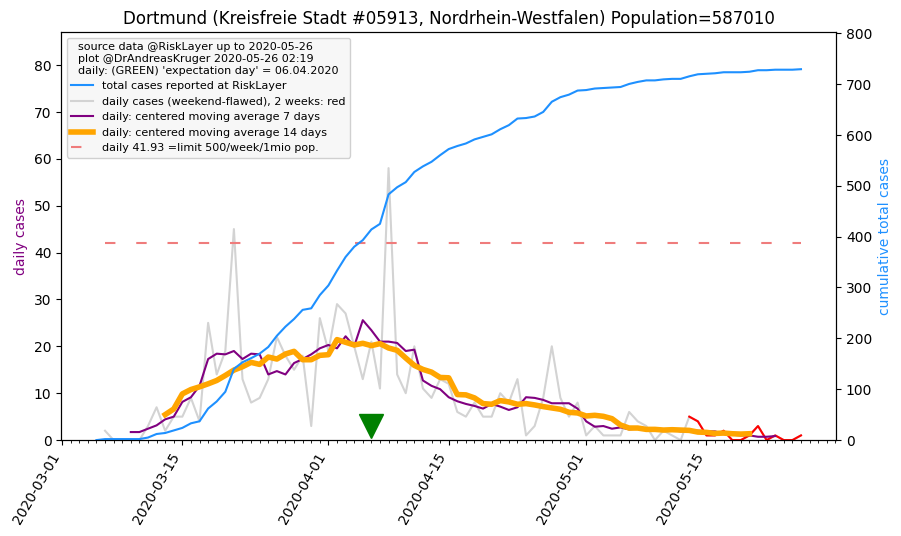 Dortmund (Kreisfreie Stadt #05913, Nordrhein-Westfalen) Population=587010
source data @RiskLayer up to 2020-05-26
plot @DrAndreasKruger 2020-05-26 02:19
daily: (GREEN) 'expectation day' = 06.04.2020
total cases reported at RiskLayer
daily cases (weekend-flawed), 2 weeks: red
daily: centered moving average 7 days
daily: centered moving average 14 days
daily 41.93 =limit 500/week/1mio pop.
daily cases
80
70
60
50
40
30
20
10
0
cumulative total cases
800
700
600
500
400
300
200
100
0
2020-03-01
2020-03-15
2020-04-01
2020-04-15
2020-05-01
2020-05-15